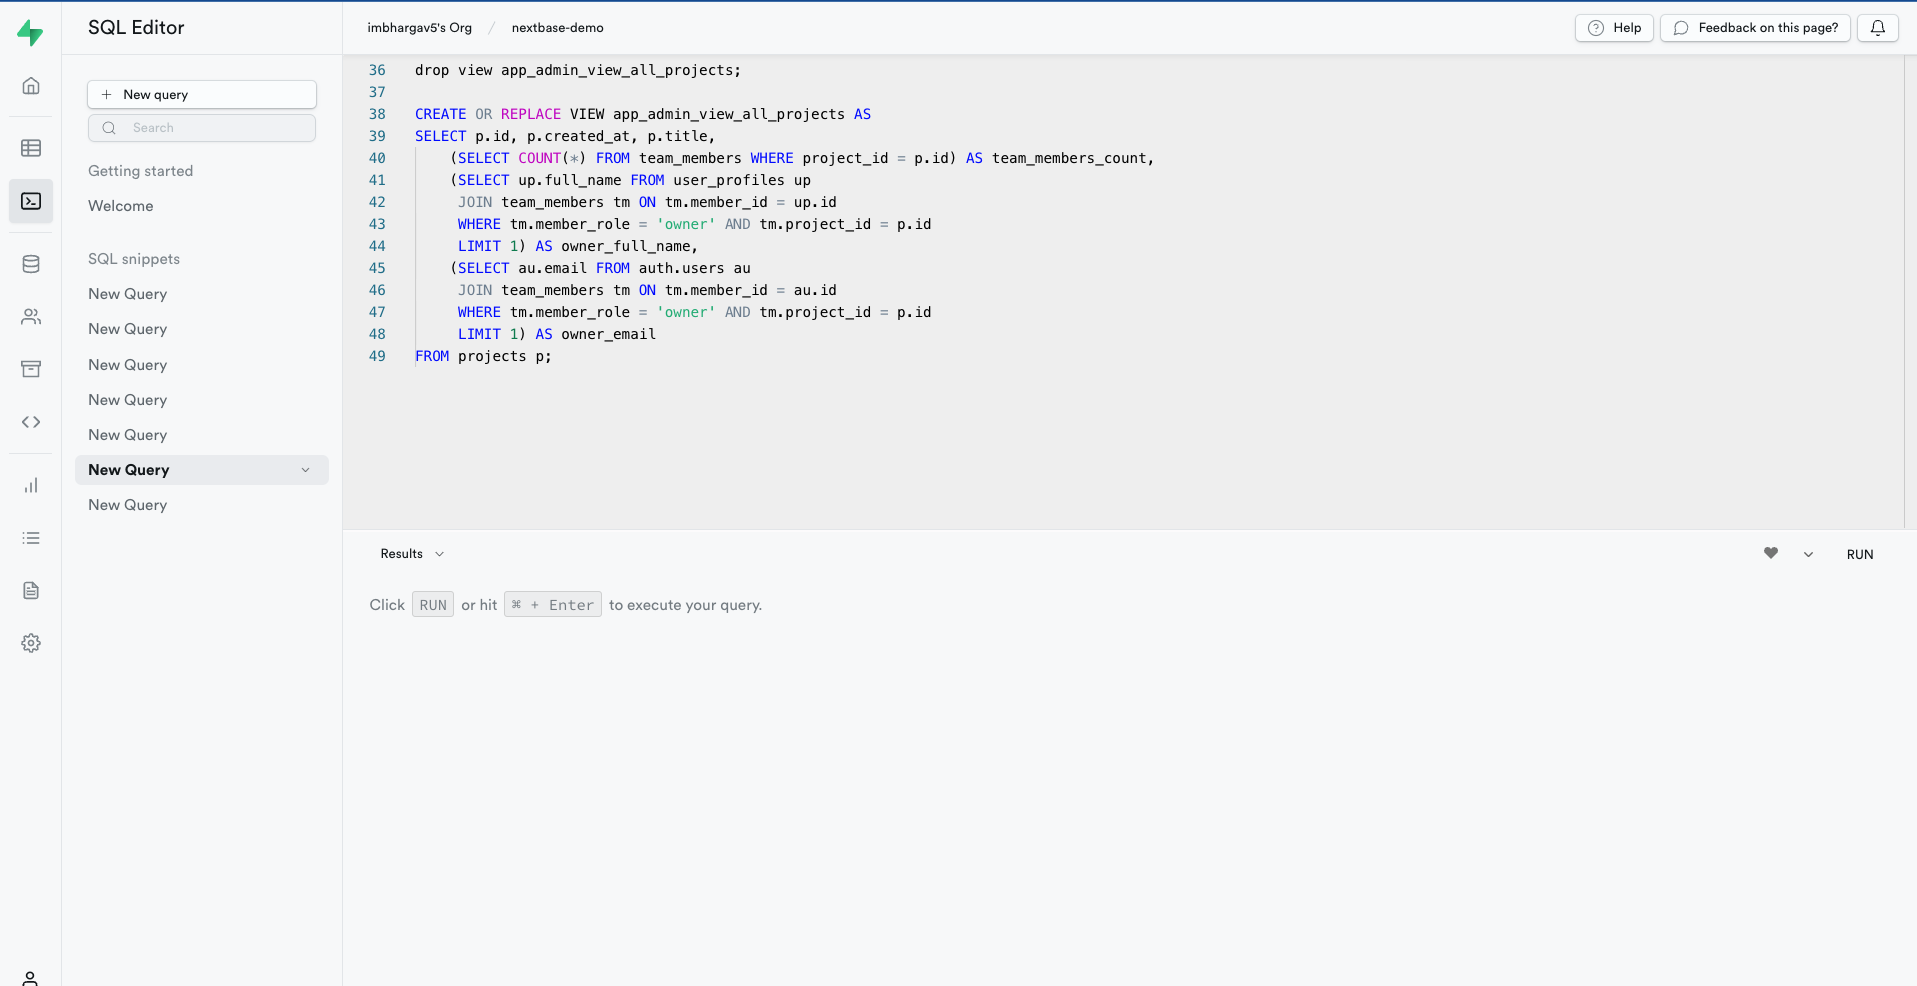 SQL Editor
imbhargav5's Org / nextbase-demo
Help
Feedback on this page?
+ New query
Search
Getting started
Welcome
SQL snippets
New Query
New Query
New Query
New Query
New Query
New Query
New Query
36 drop view app_admin_view_all_projects;
37
38 CREATE OR REPLACE VIEW app_admin_view_all_projects AS
39 SELECT p.id, p.created_at, p.title,
40 (SELECT COUNT(*) FROM team_members WHERE project_id = p.id) AS team_members_count,
41 (SELECT up.full_name FROM user_profiles up
42 JOIN team_members tm ON tm.member_id = up.id
43 WHERE tm.member_role = 'owner' AND tm.project_id = p.id
44 LIMIT 1) AS owner_full_name,
45 (SELECT au.email FROM auth.users au
46 JOIN team_members tm ON tm.member_id = au.id
47 WHERE tm.member_role = 'owner' AND tm.project_id = p.id
48 LIMIT 1) AS owner_email
49 FROM projects p;
Results
RUN
Click RUN or hit ⌘ + Enter to execute your query.